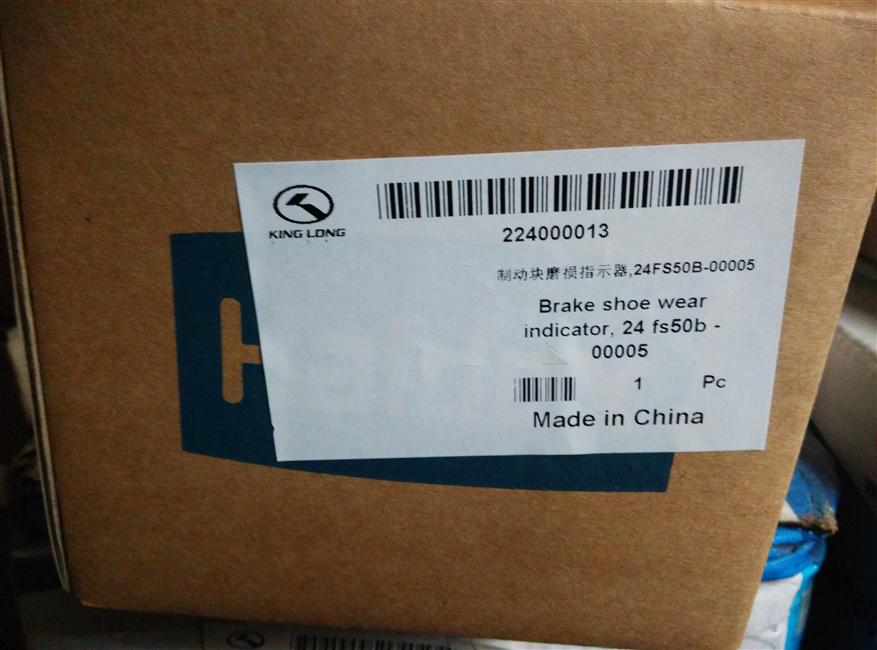 KING LONG
224000013
制动块磨损指示器,24FS50B-00005
Brake shoe wear
indicator, 24 fs50b -
00005
1 Pc
Made in China
H